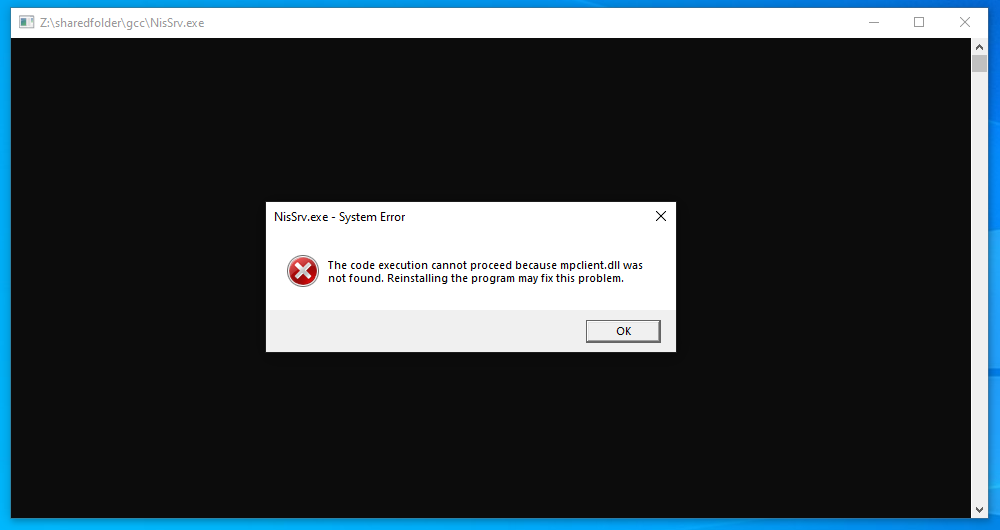 Z:\sharedfolder\gcc\NisSrv.exe
NisSrv.exe - System Error
The code execution cannot proceed because mpclient.dll was
not found. Reinstalling the program may fix this problem.
OK